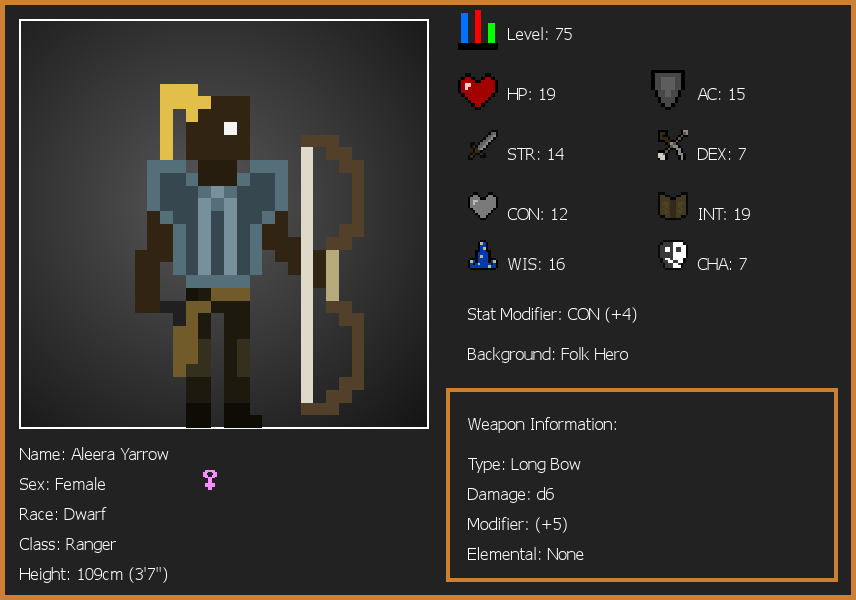 Level: 75
HP: 19
AC: 15
STR: 14
DEX: 7
CON: 12
INT: 19
WIS: 16
CHA: 7
Stat Modifier: CON (+4)
Background: Folk Hero
Weapon Information:
Type: Long Bow
Damage: d6
Modifier: (+5)
Elemental: None
Name: Aleera Yarrow
Sex: Female
Race: Dwarf
Class: Ranger
Height: 109cm (3'7")